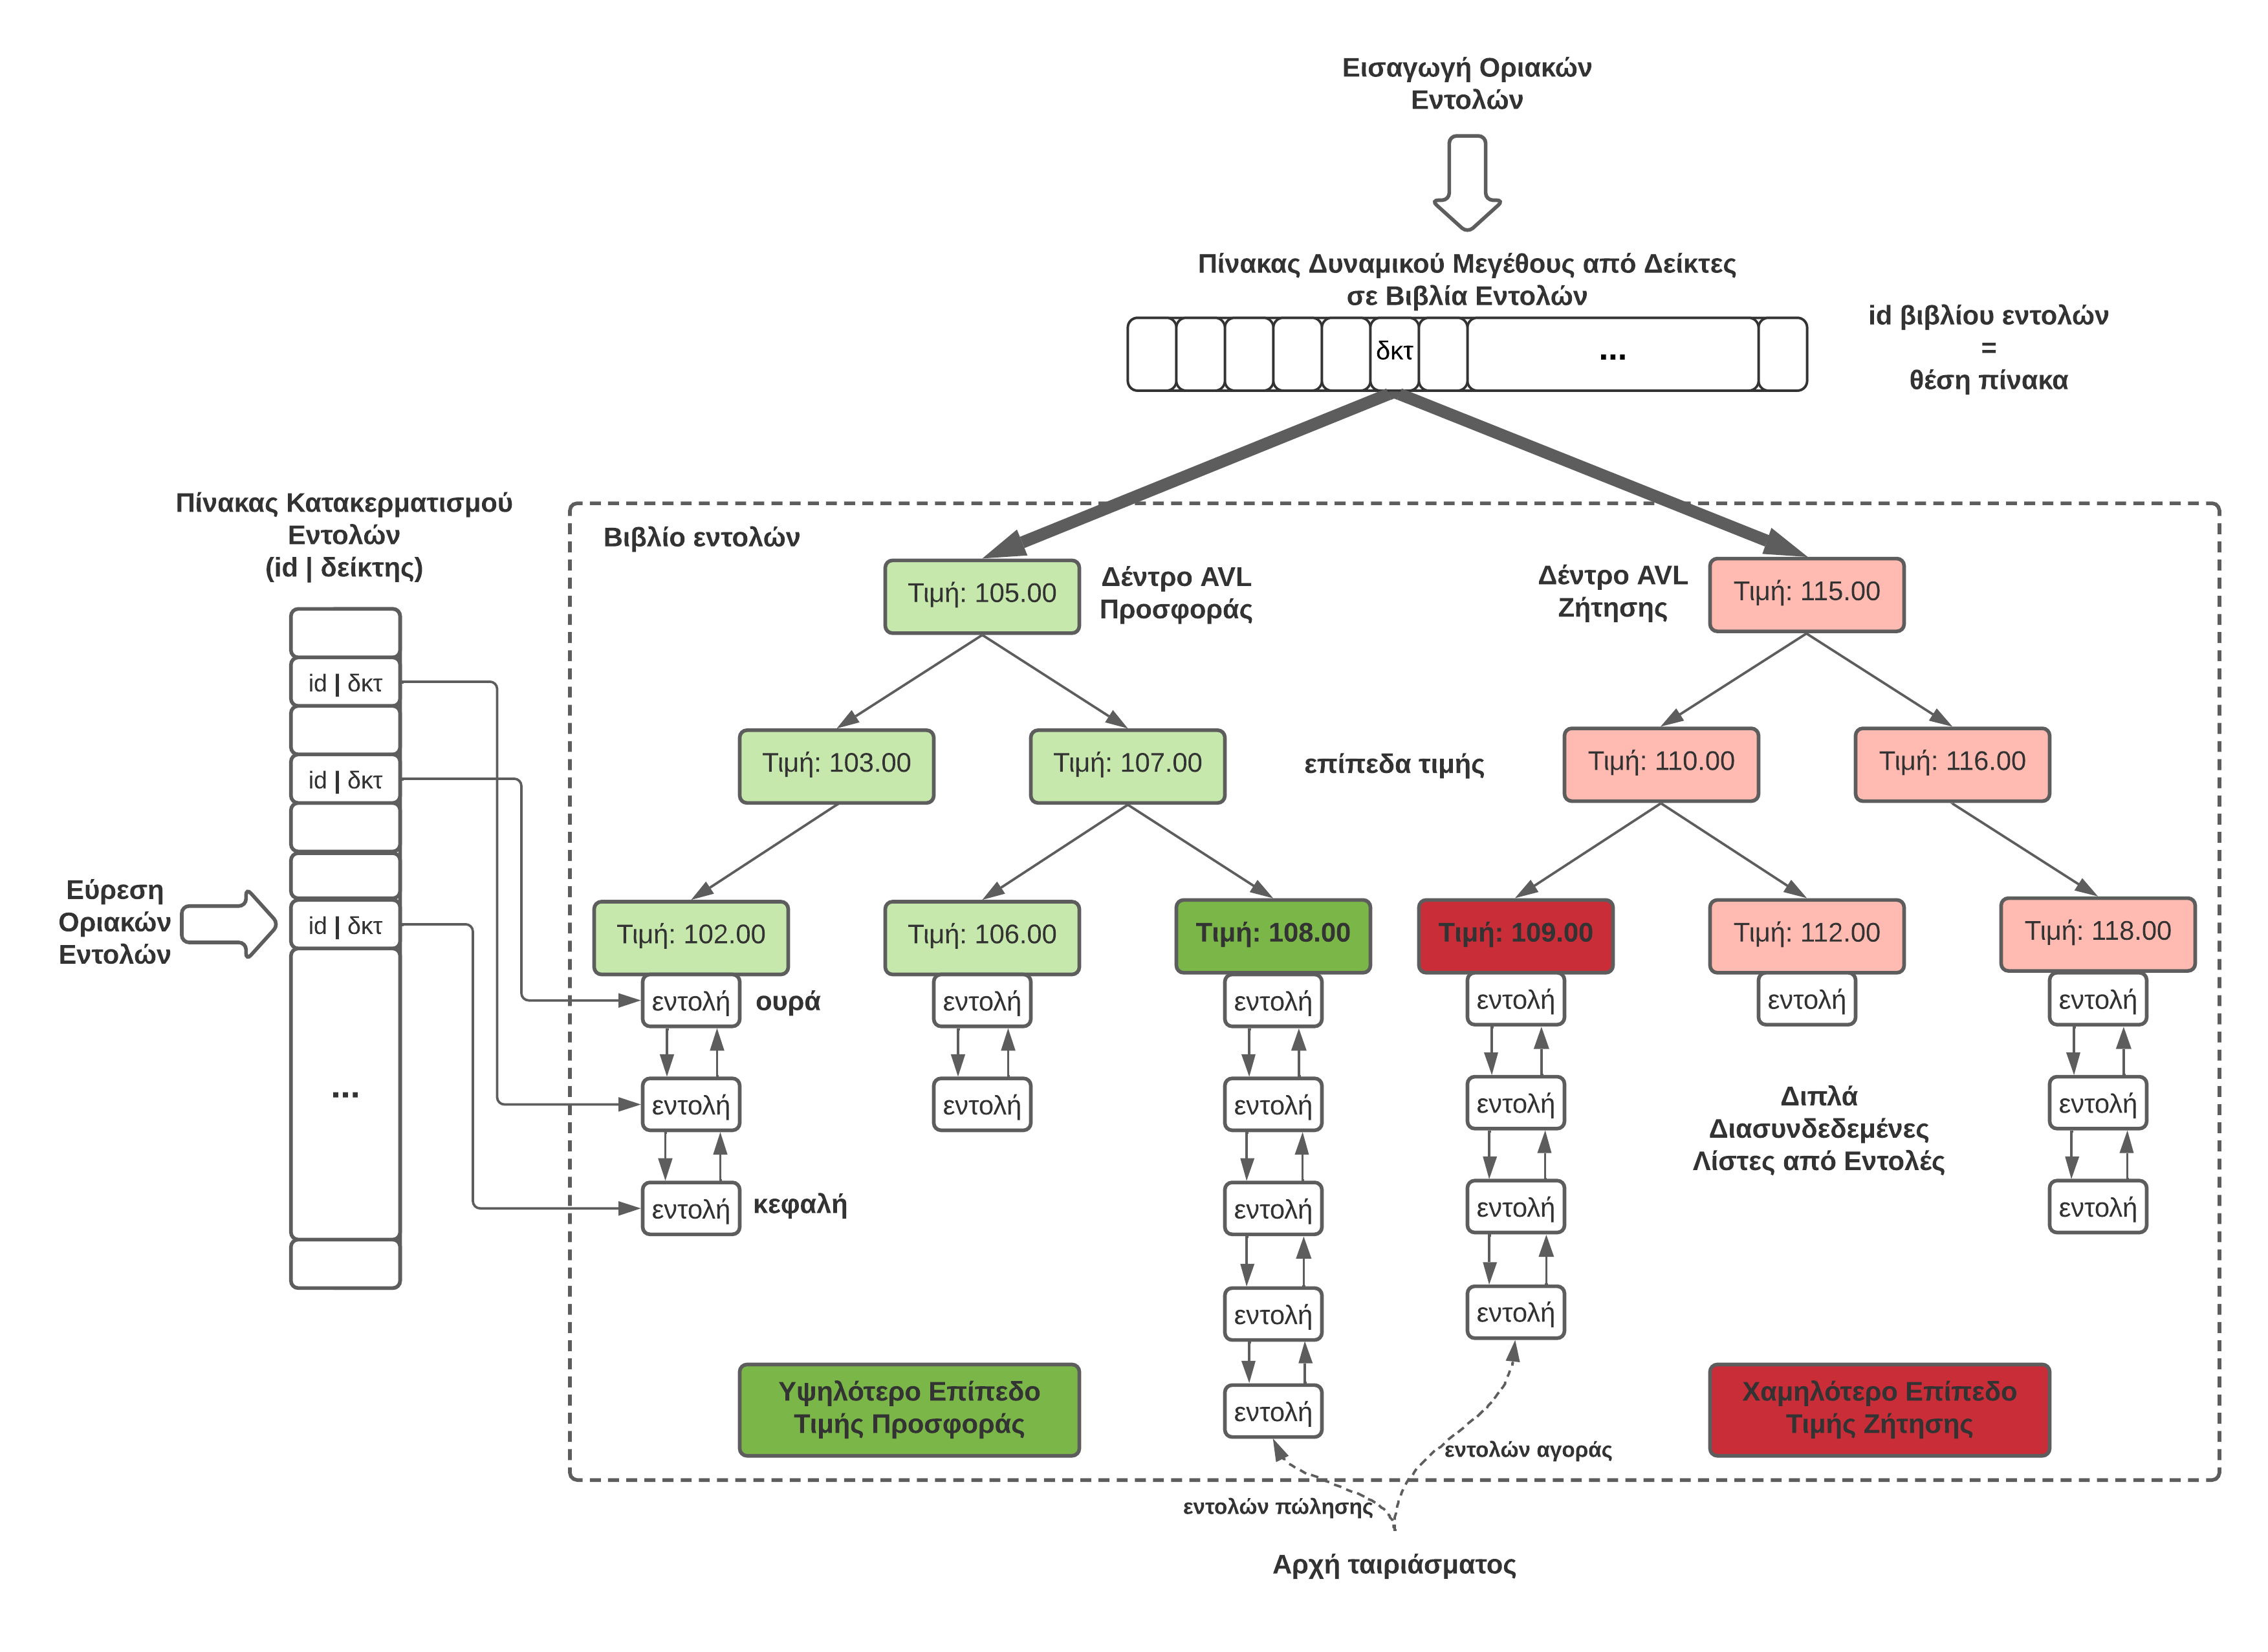 Εισαγωγή Οριακών
Εντολών
Πίνακας Δυναμικού Μεγέθους από Δείκτες
σε Βιβλία Εντολών
δκτ
...
id βιβλίου εντολών
=
θέση πίνακα
Πίνακας Κατακερματισμού
Εντολών
(id | δείκτης)
id | δκτ
id | δκτ
id | δκτ
...
Εύρεση
Οριακών
Εντολών
Βιβλίο εντολών
Τιμή: 105.00
Δέντρο AVL
Προσφοράς
Δέντρο AVL
Ζήτησης
Τιμή: 115.00
Τιμή: 103.00
Τιμή: 107.00
επίπεδα τιμής
Τιμή: 110.00
Τιμή: 116.00
Τιμή: 102.00
Τιμή: 106.00
Τιμή: 108.00
Τιμή: 109.00
Τιμή: 112.00
Τιμή: 118.00
εντολή
ουρά
εντολή
εντολή
εντολή
εντολή
εντολή
εντολή
εντολή
εντολή
εντολή
Διπλά
Διασυνδεδεμένες
Λίστες από Εντολές
εντολή
εντολή
κεφαλή
εντολή
εντολή
εντολή
εντολή
εντολή
εντολή
Υψηλότερο Επίπεδο
Τιμής Προσφοράς
Χαμηλότερο Επίπεδο
Τιμής Ζήτησης
εντολών αγοράς
εντολών πώλησης
Αρχή ταιριάσματος